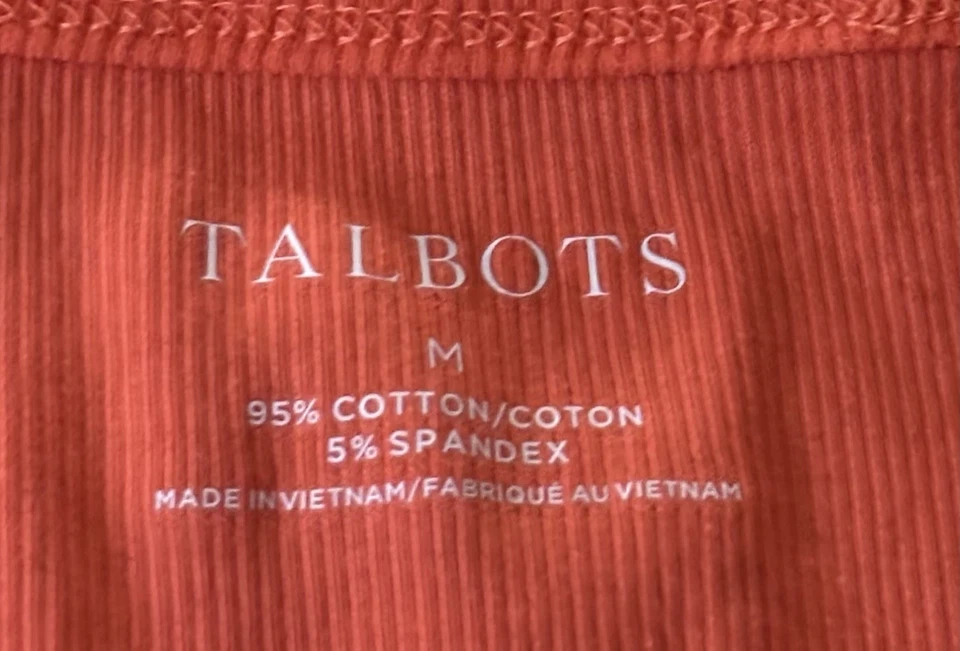 TALBOTS
M
95% COTTON/COTON
5% SPANDEX
MADE IN VIETNAM/FABRIQUÉ AU VIETNAM